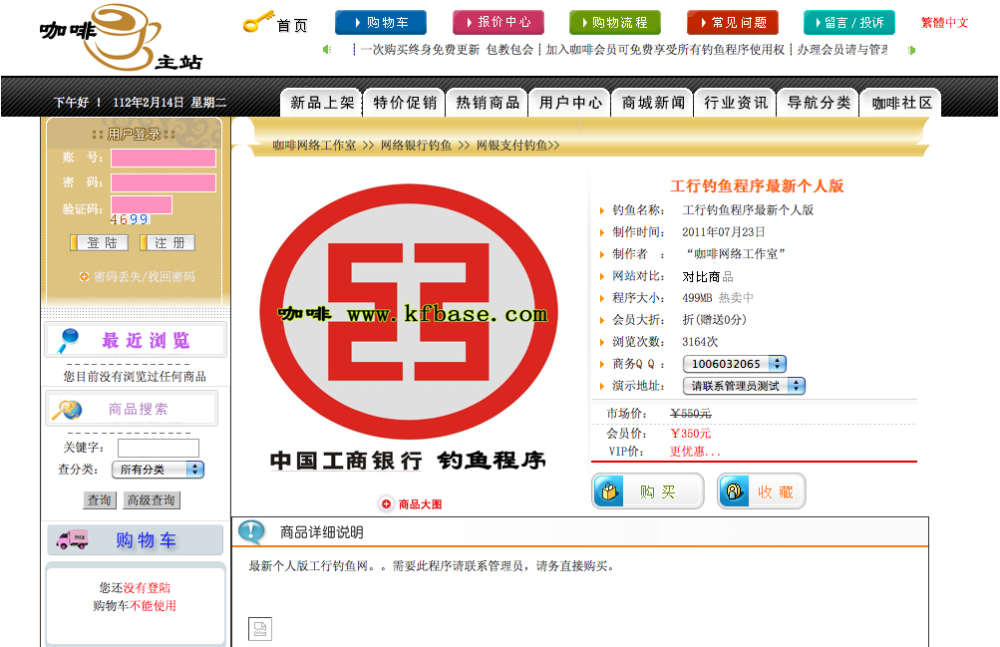 咖啡
主站
首页
购物车
报价中心
购物流程
常见问题
留言/投诉
繁體中文
┆一次购买终身免费更新 包教包会┆加入咖啡会员可免费享受所有钓鱼程序使用权┆办理会员请与管理
下午好 ! 112年2月14日 星期二
新品上架 特价促销 热销商品 用户中心 商城新闻 行业资讯 导航分类 咖啡社区
:: 用户登录 ::
账 号:
密 码:
验证码:
4699
登 陆
注 册
密码丢失/找回密码
最近浏览
您目前没有浏览过任何商品
商品搜索
关键字:
查分类: 所有分类
查询 高级查询
购物车
您还没有登陆
购物车不能使用
咖啡网络工作室 >> 网络银行钓鱼 >> 网银支付钓鱼>>
咖啡 www.kfbase.com
中国工商银行 钓鱼程序
商品大图
工行钓鱼程序最新个人版
钓鱼名称: 工行钓鱼程序最新个人版
制作时间: 2011年07月23日
制作者 : “咖啡网络工作室”
网站对比: 对比商品
程序大小: 499MB 热卖中
会员大折: 折(赠送0分)
浏览次数: 3164次
商务QQ: 1006032065
演示地址: 请联系管理员测试
市场价: ￥550元
会员价: ￥350元
VIP价: 更优惠...
购 买
收 藏
商品详细说明
最新个人版工行钓鱼网。。需要此程序请联系管理员，请务直接购买。